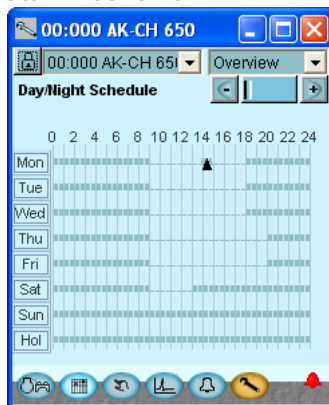 00:000 AK-CH 650
00:000 AK-CH 65 Overview
Day/Night Schedule
0 2 4 6 8 10 12 14 16 18 20 22 24
Mon
Tue
Wed
Thu
Fri
Sat
Sun
Hol